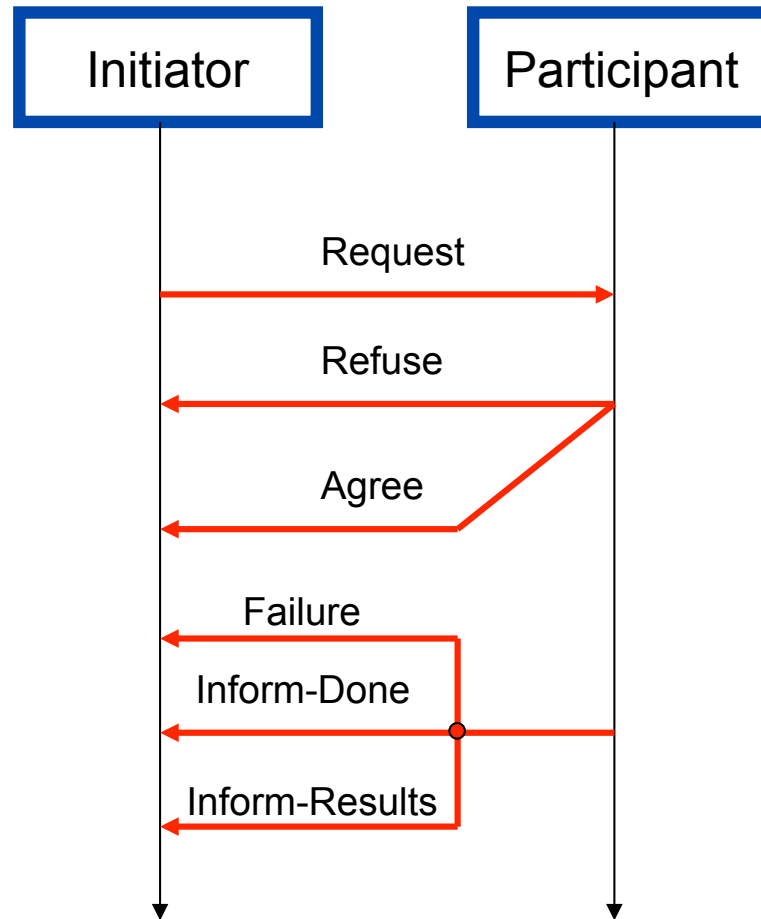 Initiator
Participant
Request
Refuse
Agree
Failure
Inform-Done
Inform-Results